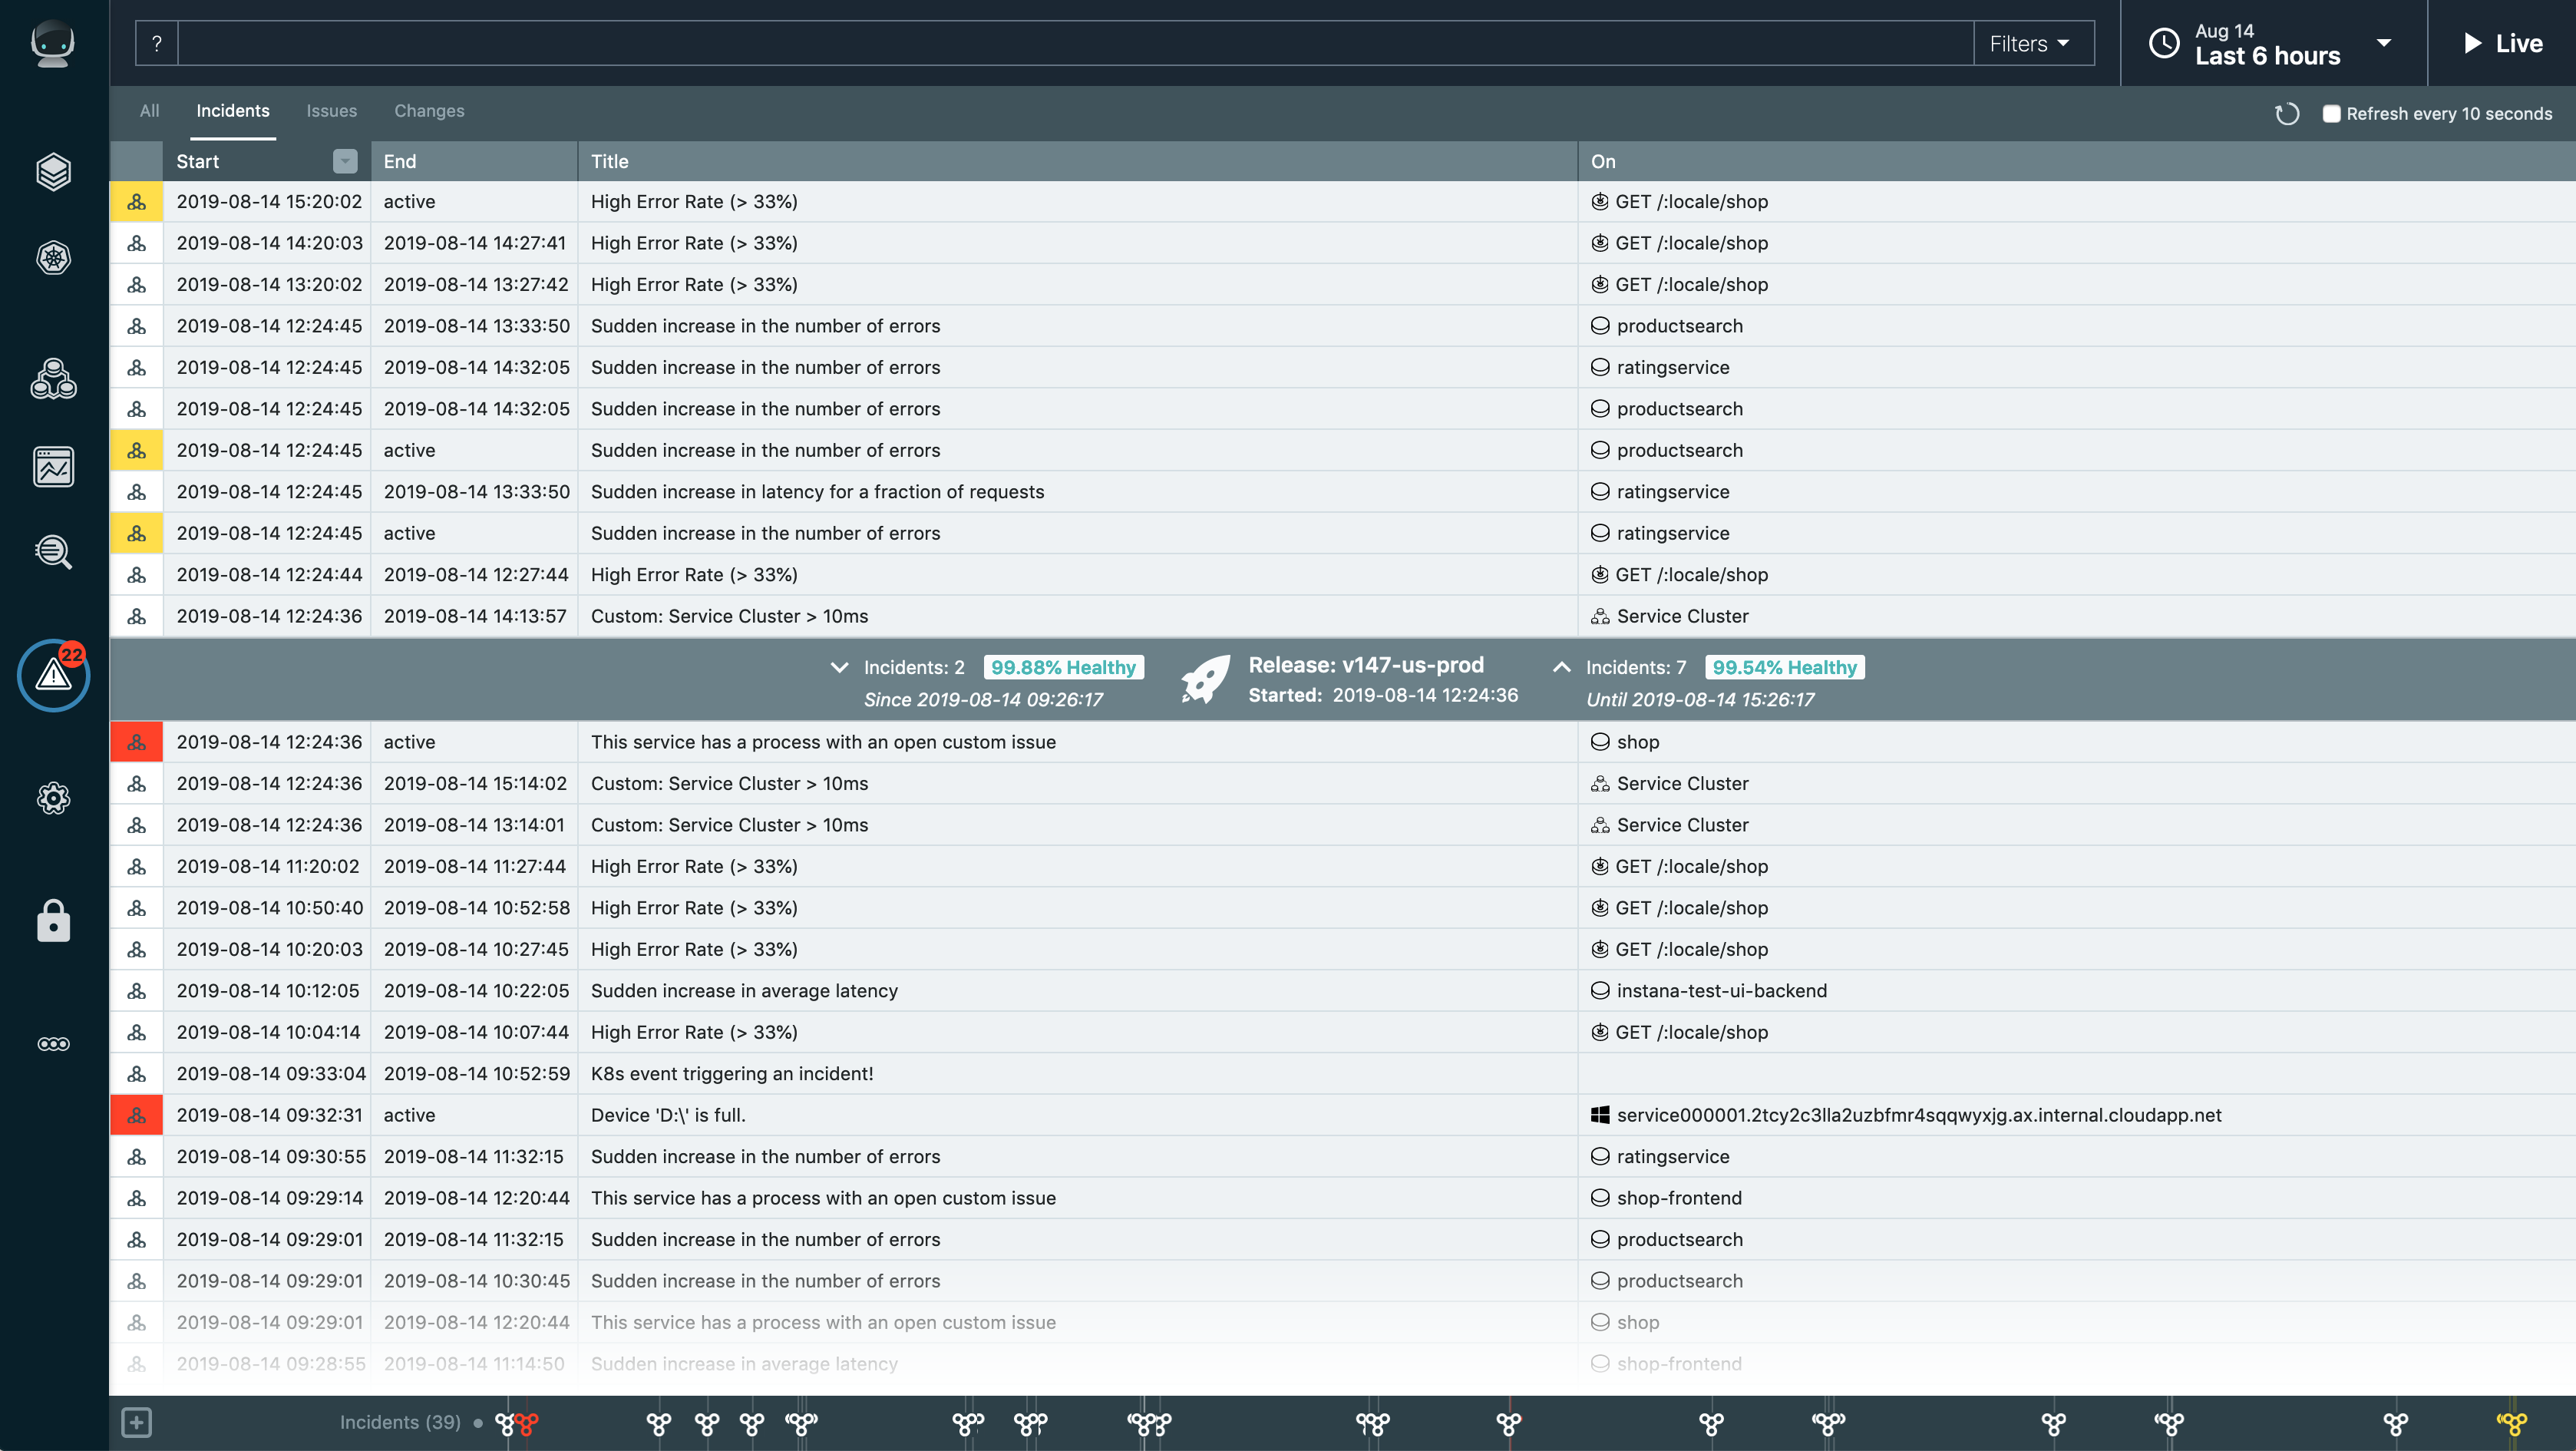 ?
Filters
Aug 14
Last 6 hours
Live
All Incidents Issues Changes
Refresh every 10 seconds
Start End Title On
2019-08-14 15:20:02 active High Error Rate (> 33%) GET /:locale/shop
2019-08-14 14:20:03 2019-08-14 14:27:41 High Error Rate (> 33%) GET /:locale/shop
2019-08-14 13:20:02 2019-08-14 13:27:42 High Error Rate (> 33%) GET /:locale/shop
2019-08-14 12:24:45 2019-08-14 13:33:50 Sudden increase in the number of errors productsearch
2019-08-14 12:24:45 2019-08-14 14:32:05 Sudden increase in the number of errors ratingservice
2019-08-14 12:24:45 2019-08-14 14:32:05 Sudden increase in the number of errors productsearch
2019-08-14 12:24:45 active Sudden increase in the number of errors productsearch
2019-08-14 12:24:45 2019-08-14 13:33:50 Sudden increase in latency for a fraction of requests ratingservice
2019-08-14 12:24:45 active Sudden increase in the number of errors ratingservice
2019-08-14 12:24:44 2019-08-14 12:27:44 High Error Rate (> 33%) GET /:locale/shop
2019-08-14 12:24:36 2019-08-14 14:13:57 Custom: Service Cluster > 10ms Service Cluster
22
Incidents: 2 99.88% Healthy Release: v147-us-prod Incidents: 7 99.54% Healthy
Since 2019-08-14 09:26:17 Started: 2019-08-14 12:24:36 Until 2019-08-14 15:26:17
2019-08-14 12:24:36 active This service has a process with an open custom issue shop
2019-08-14 12:24:36 2019-08-14 15:14:02 Custom: Service Cluster > 10ms Service Cluster
2019-08-14 12:24:36 2019-08-14 13:14:01 Custom: Service Cluster > 10ms Service Cluster
2019-08-14 11:20:02 2019-08-14 11:27:44 High Error Rate (> 33%) GET /:locale/shop
2019-08-14 10:50:40 2019-08-14 10:52:58 High Error Rate (> 33%) GET /:locale/shop
2019-08-14 10:20:03 2019-08-14 10:27:45 High Error Rate (> 33%) GET /:locale/shop
2019-08-14 10:12:05 2019-08-14 10:22:05 Sudden increase in average latency instana-test-ui-backend
2019-08-14 10:04:14 2019-08-14 10:07:44 High Error Rate (> 33%) GET /:locale/shop
2019-08-14 09:33:04 2019-08-14 10:52:59 K8s event triggering an incident!
2019-08-14 09:32:31 active Device 'D:\' is full. service000001.2tcy2c3lla2uzbfmr4sqqwyxjg.ax.internal.cloudapp.net
2019-08-14 09:30:55 2019-08-14 11:32:15 Sudden increase in the number of errors ratingservice
2019-08-14 09:29:14 2019-08-14 12:20:44 This service has a process with an open custom issue shop-frontend
2019-08-14 09:29:01 2019-08-14 11:32:15 Sudden increase in the number of errors productsearch
2019-08-14 09:29:01 2019-08-14 10:30:45 Sudden increase in the number of errors productsearch
2019-08-14 09:29:01 2019-08-14 12:20:44 This service has a process with an open custom issue shop
2019-08-14 09:28:55 2019-08-14 11:14:50 Sudden increase in average latency shop-frontend
Incidents (39)